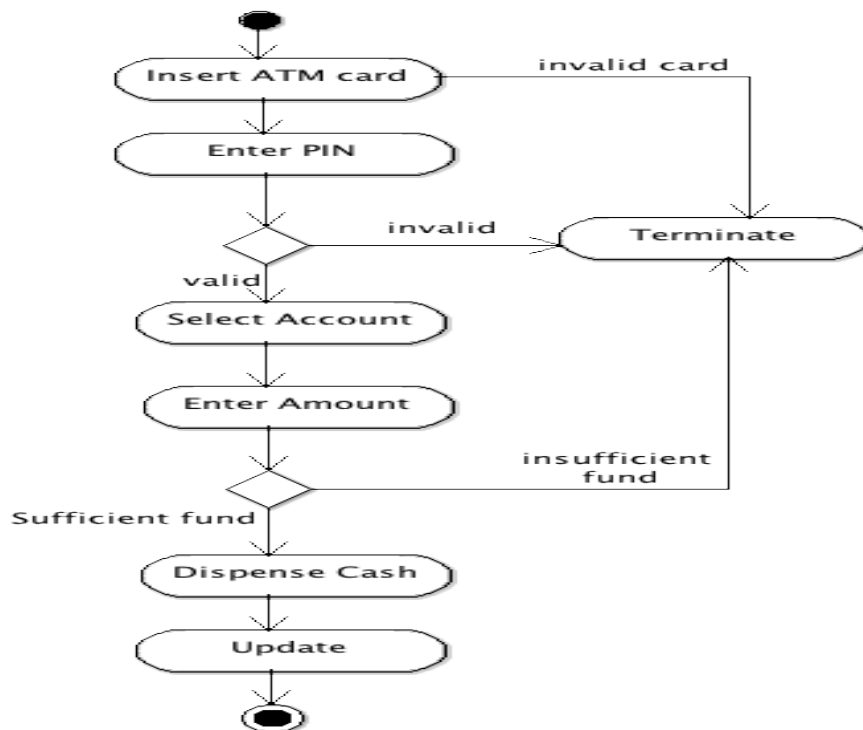 Insert ATM card
invalid card
Enter PIN
invalid
Terminate
valid
Select Account
Enter Amount
insufficient
fund
Sufficient fund
Dispense Cash
Update